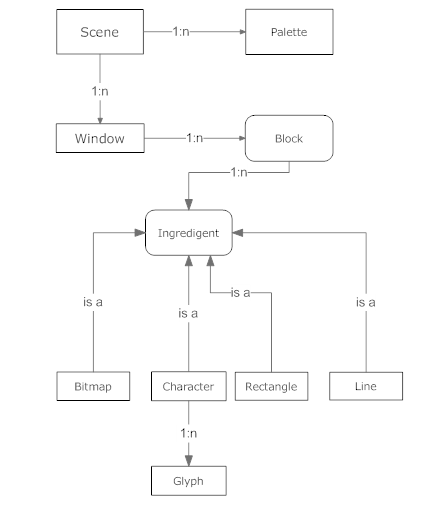 Scene
1:n
Palette
1:n
Window
1:n
Block
1:n
Ingredigent
is a
is a
is a
is a
Bitmap
Character
Rectangle
Line
1:n
Glyph